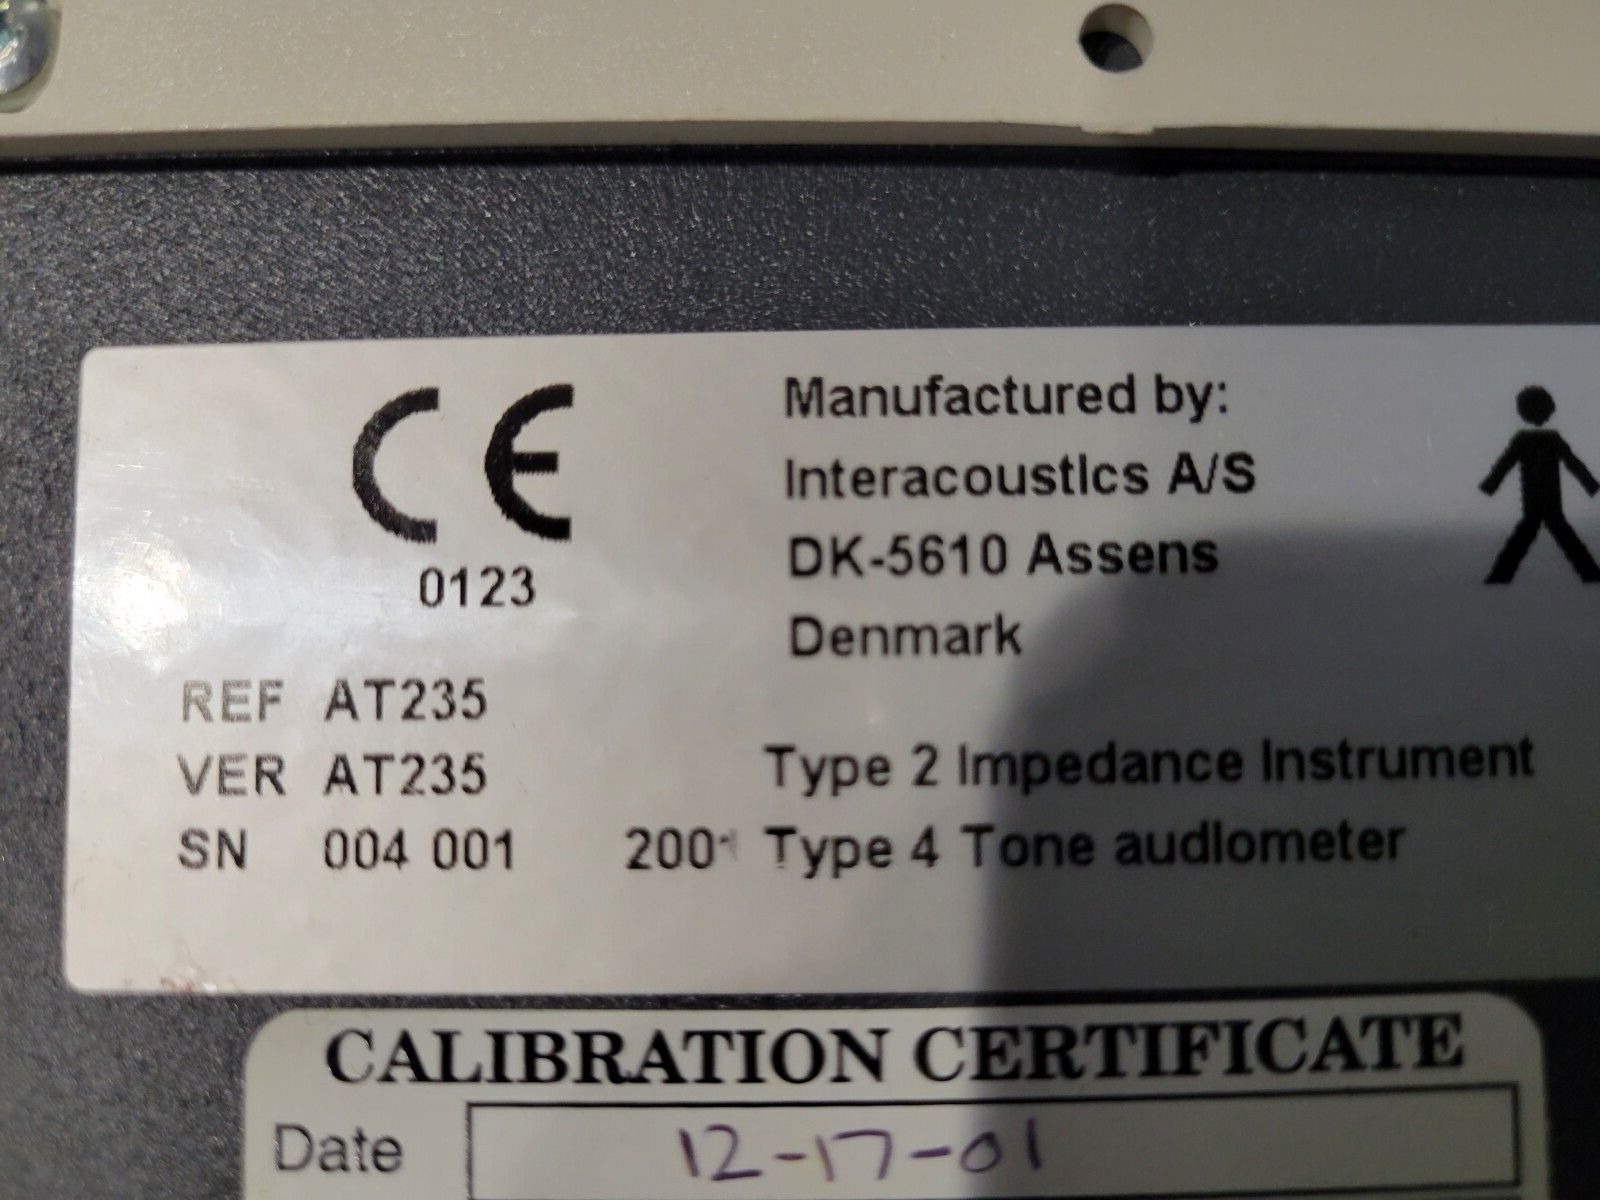 CE
0123
Manufactured by:
Interacoustics A/S
DK-5610 Assens
Denmark
REF AT235
VER AT235
SN 004 001 2001
Type 2 Impedance Instrument
Type 4 Tone audiometer
CALIBRATION CERTIFICATE
Date 12-17-01